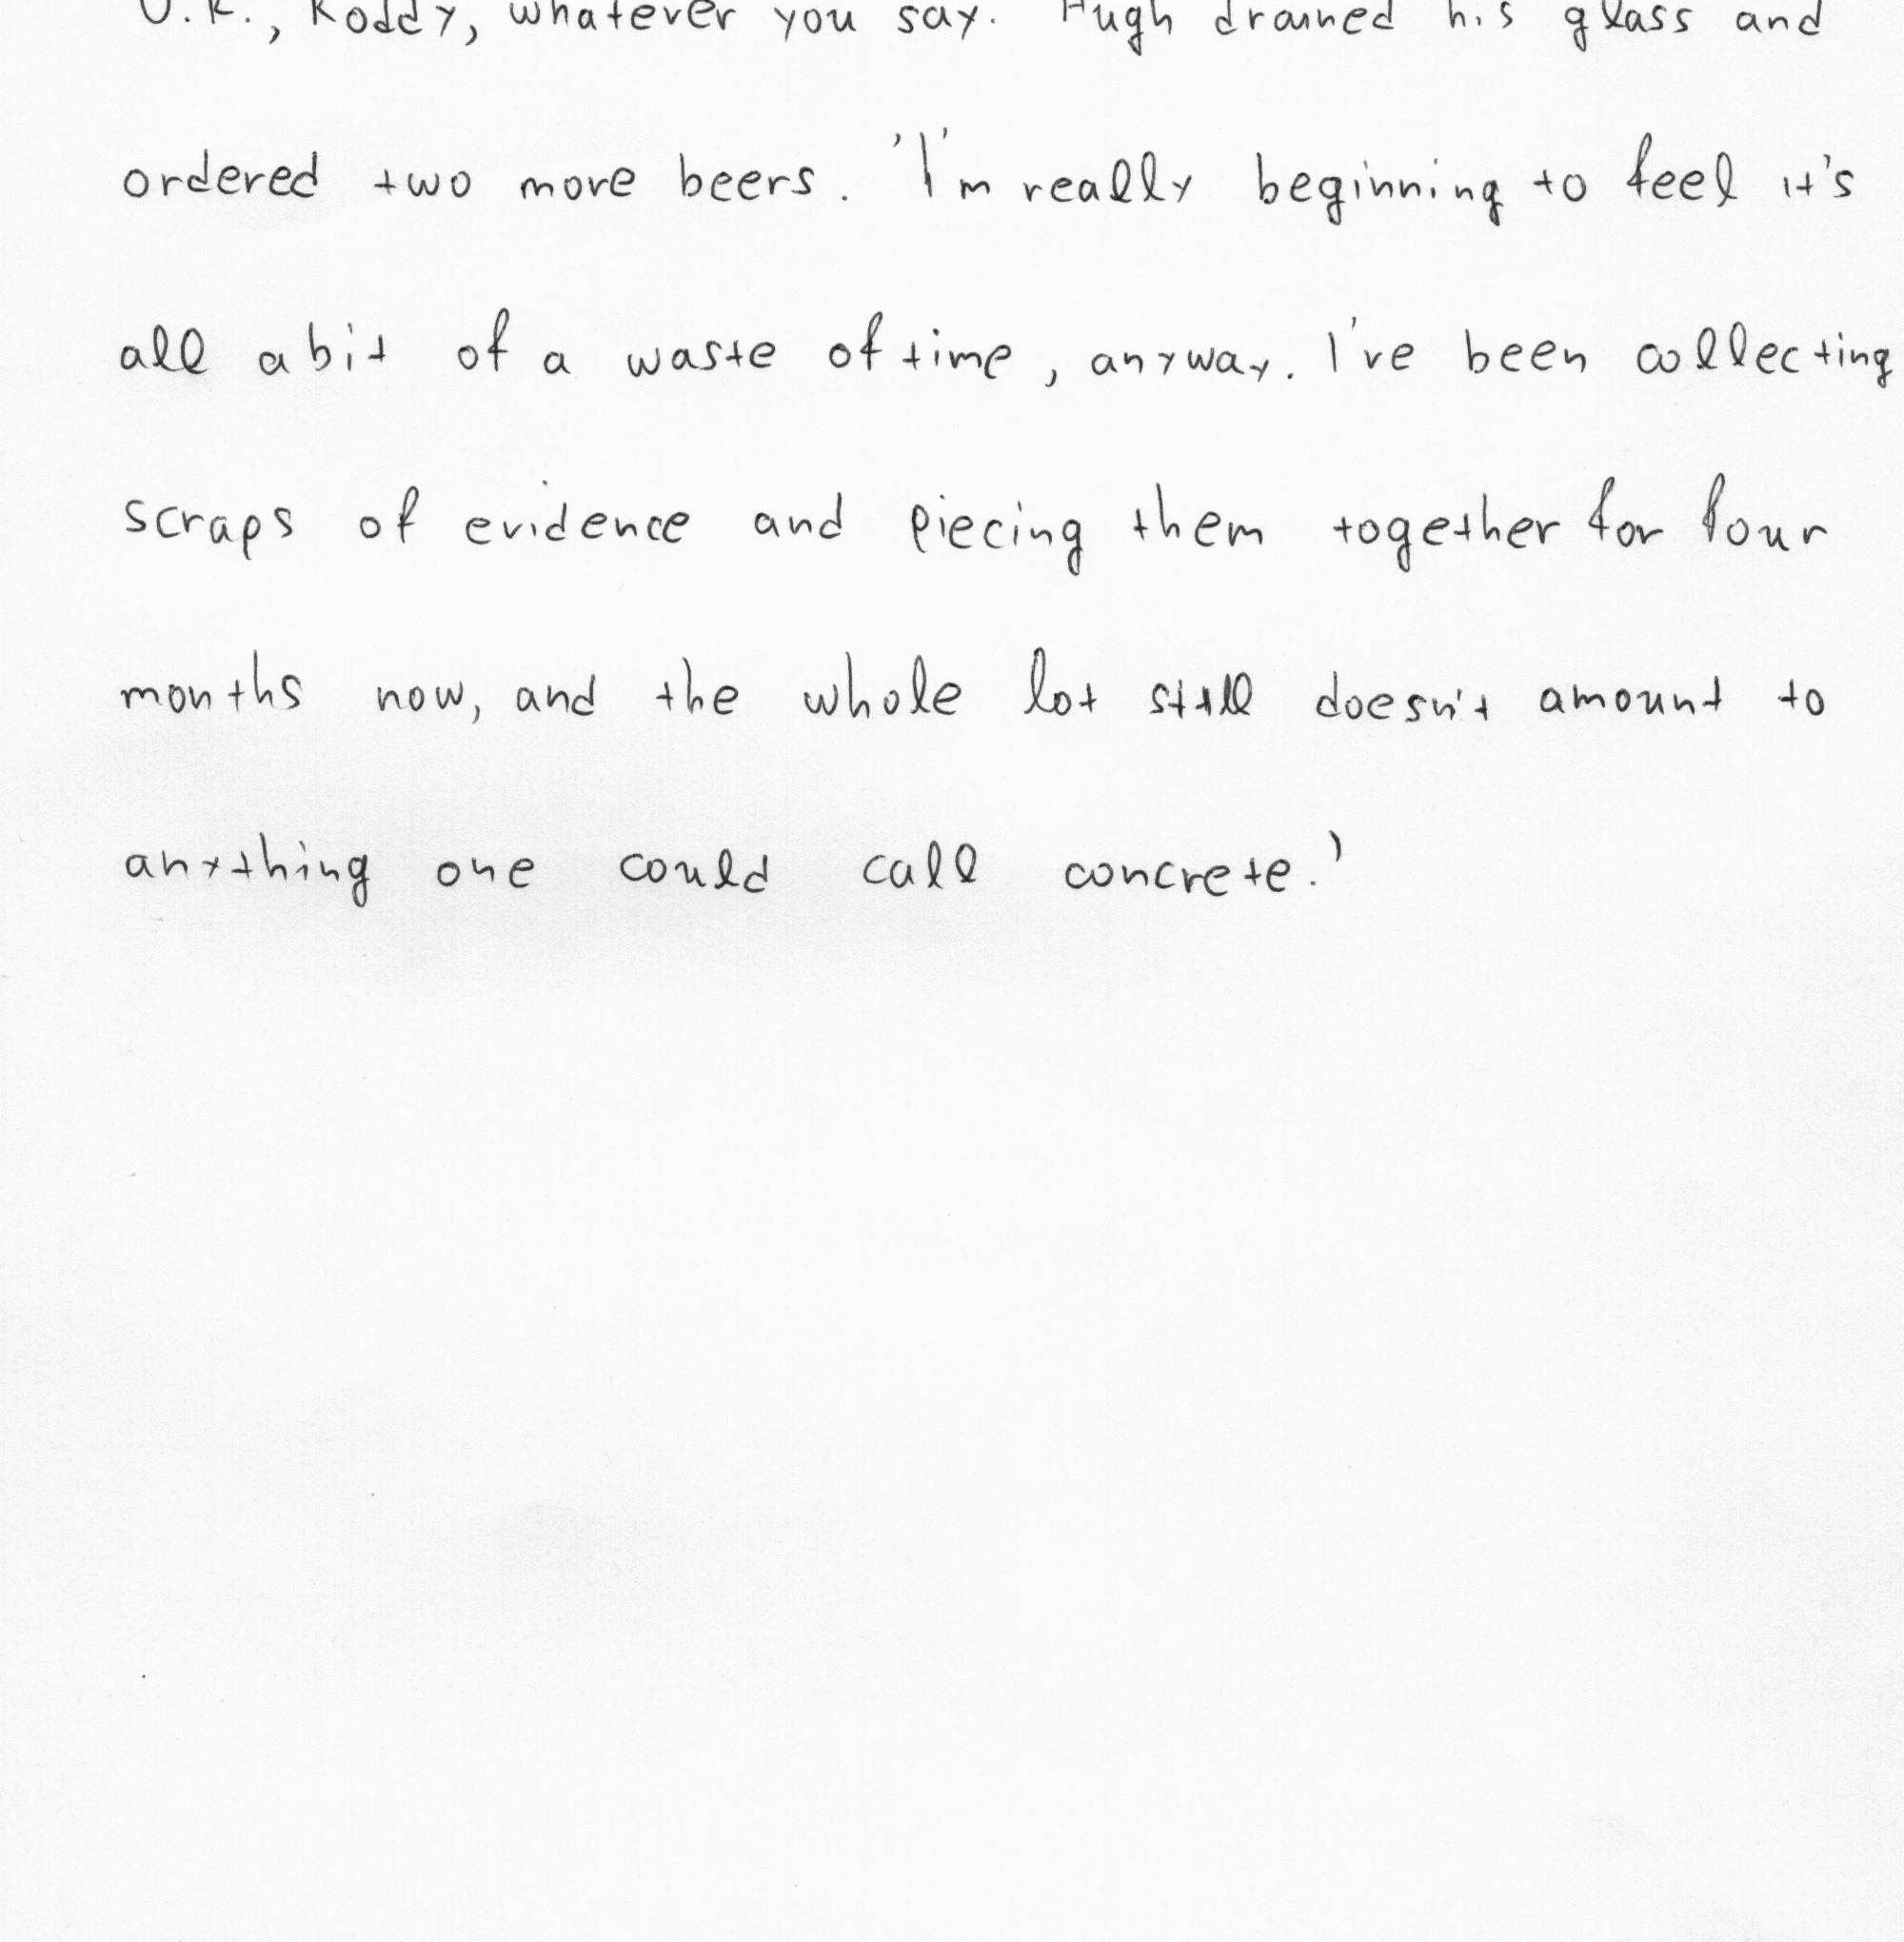 O.K., Roddy, whatever you say. Hugh drained his glass and
ordered two more beers. 'I'm really beginning to feel it's
all a bit of a waste of time, anyway. I've been collecting
scraps of evidence and piecing them together for four
months now, and the whole lot still doesn't amount to
anything one could call concrete.'